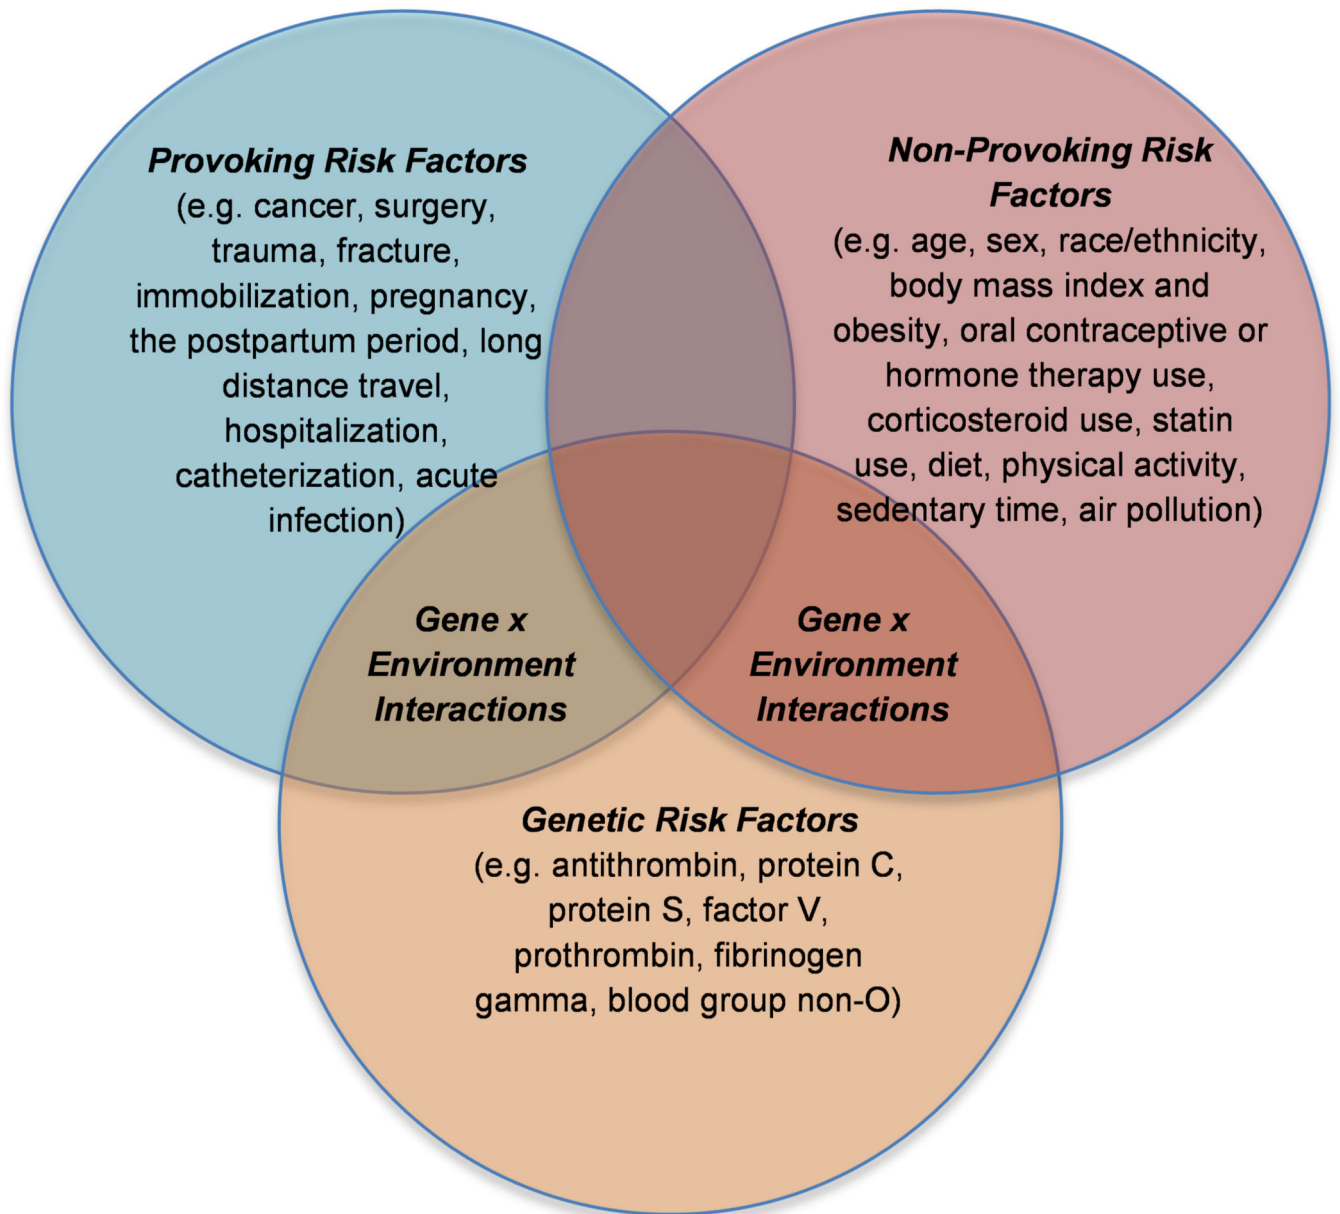 Provoking Risk Factors
(e.g. cancer, surgery,
trauma, fracture,
immobilization, pregnancy,
the postpartum period, long
distance travel,
hospitalization,
catheterization, acute
infection)
Non-Provoking Risk
Factors
(e.g. age, sex, race/ethnicity,
body mass index and
obesity, oral contraceptive or
hormone therapy use,
corticosteroid use, statin
use, diet, physical activity,
sedentary time, air pollution)
Gene x
Environment
Interactions
Gene x
Environment
Interactions
Genetic Risk Factors
(e.g. antithrombin, protein C,
protein S, factor V,
prothrombin, fibrinogen
gamma, blood group non-O)